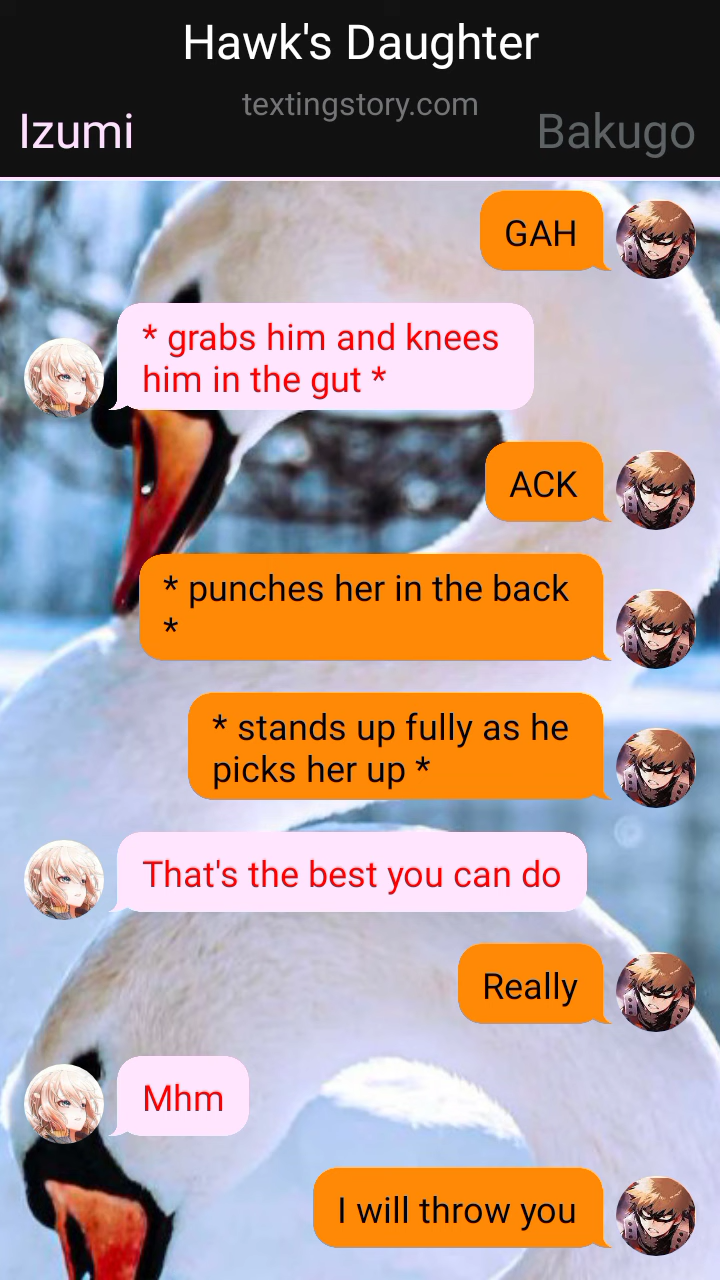 Hawk's Daughter
textingstory.com
Izumi
Bakugo
GAH
* grabs him and knees
him in the gut *
ACK
* punches her in the back
*
* stands up fully as he
picks her up *
That's the best you can do
Really
Mhm
I will throw you